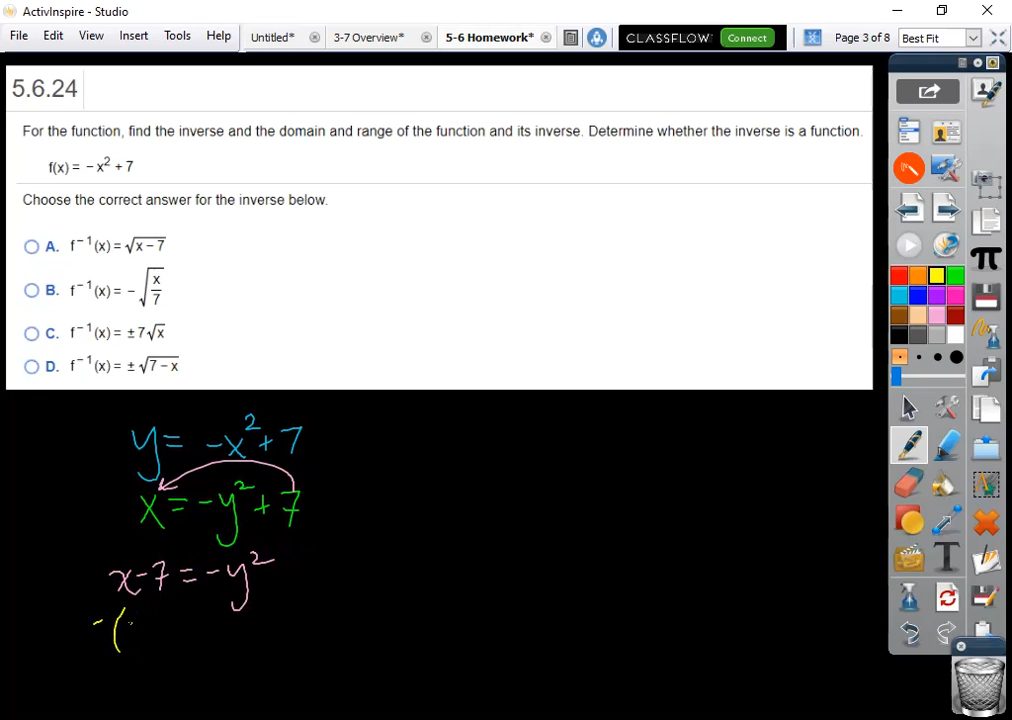 ActivInspire - Studio
File Edit View Insert Tools Help Untitled* 3-7 Overview* 5-6 Homework* CLASSFLOW Connect Page 3 of 8 Best Fit
5.6.24
For the function, find the inverse and the domain and range of the function and its inverse. Determine whether the inverse is a function.
f(x) = − x² + 7
Choose the correct answer for the inverse below.
A. f⁻¹(x) = √(x − 7)
B. f⁻¹(x) = − √(x/7)
C. f⁻¹(x) = ± 7√x
D. f⁻¹(x) = ± √(7 − x)
y = -x² + 7
x = -y² + 7
x - 7 = -y²
-(
T